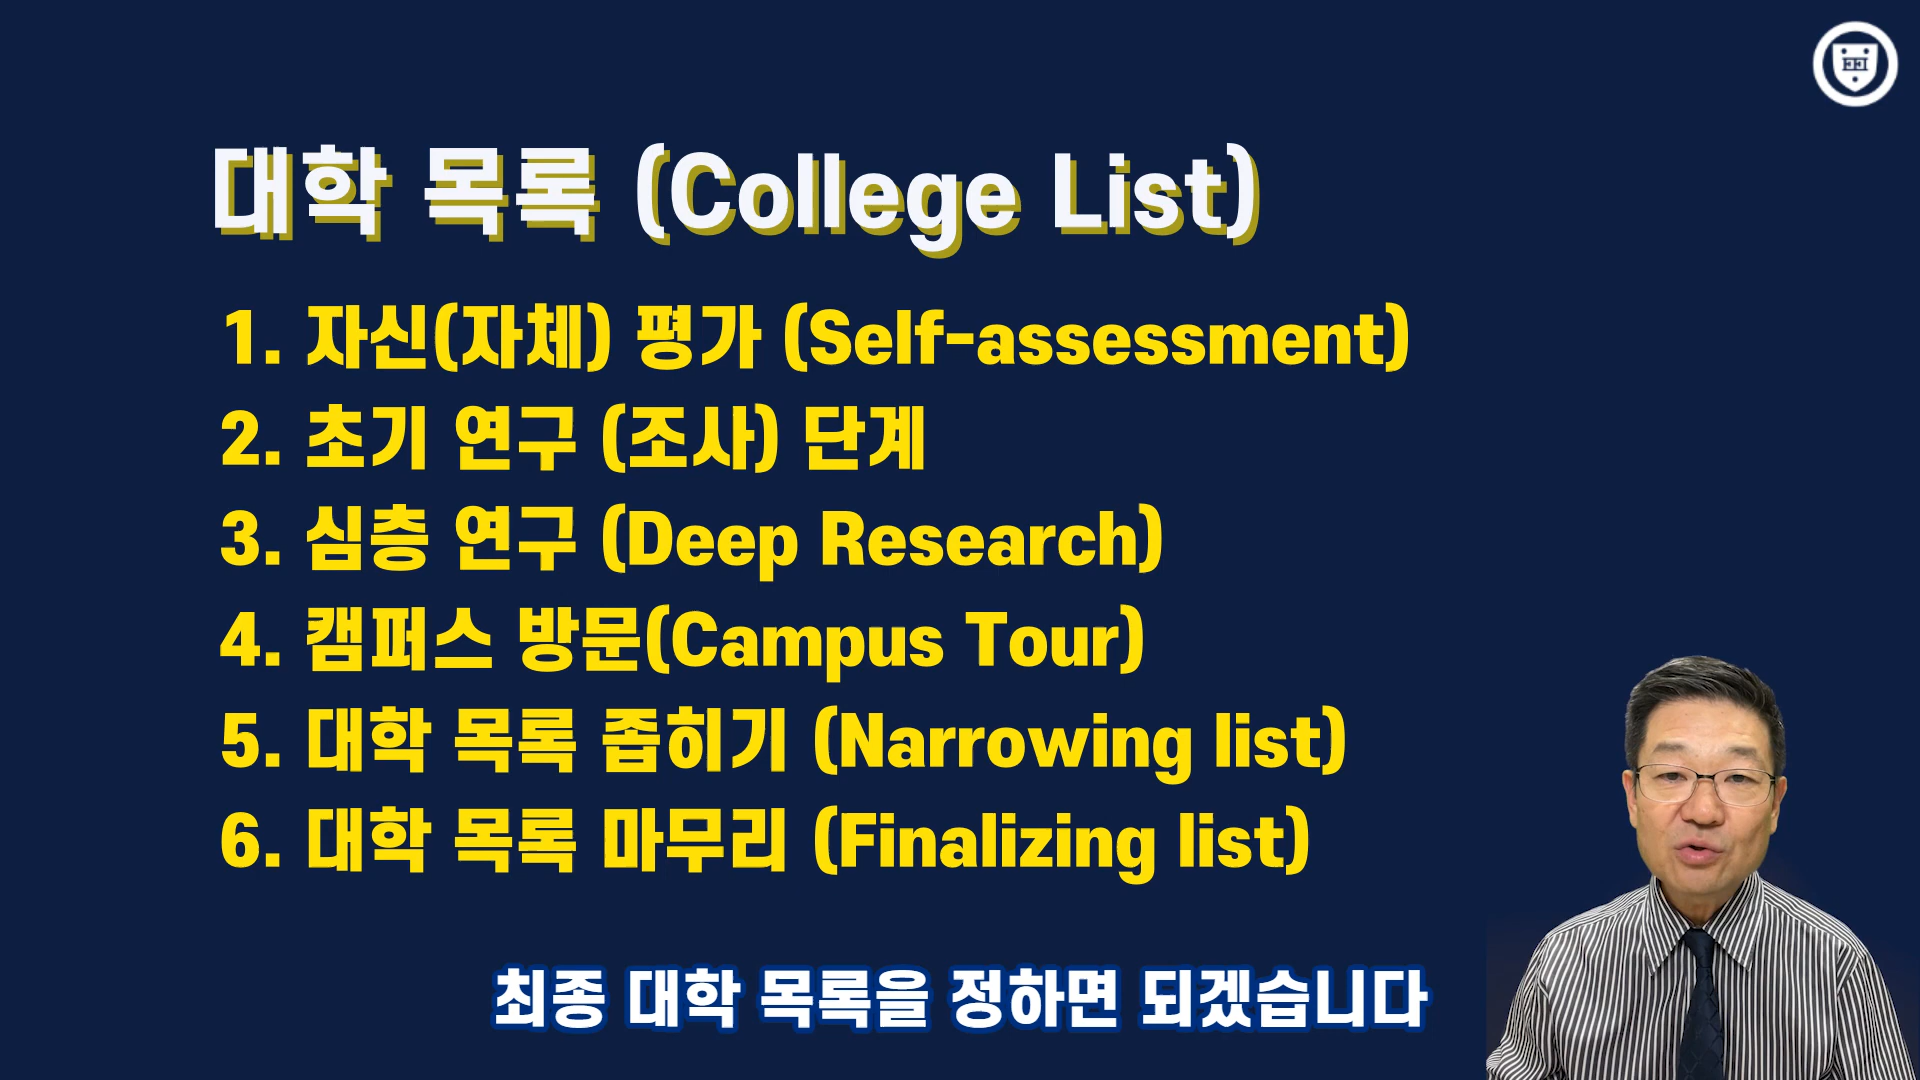 EEI
대학 목록 (College List)
1. 자신(자체) 평가 (Self-assessment)
2. 초기 연구 (조사) 단계
3. 심층 연구 (Deep Research)
4. 캠퍼스 방문(Campus Tour)
5. 대학 목록 좁히기 (Narrowing list)
6. 대학 목록 마무리 (Finalizing list)
최종 대학 목록을 정하면 되겠습니다